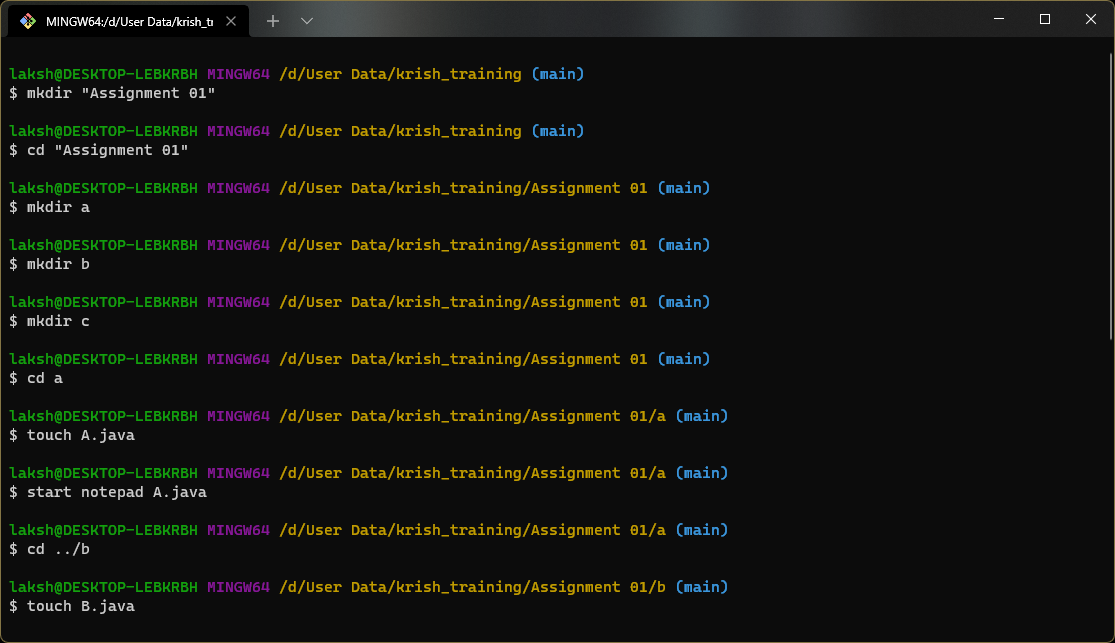 MINGW64:/d/User Data/krish_tr
laksh@DESKTOP-LEBKRBH MINGW64 /d/User Data/krish_training (main)
$ mkdir "Assignment 01"
laksh@DESKTOP-LEBKRBH MINGW64 /d/User Data/krish_training (main)
$ cd "Assignment 01"
laksh@DESKTOP-LEBKRBH MINGW64 /d/User Data/krish_training/Assignment 01 (main)
$ mkdir a
laksh@DESKTOP-LEBKRBH MINGW64 /d/User Data/krish_training/Assignment 01 (main)
$ mkdir b
laksh@DESKTOP-LEBKRBH MINGW64 /d/User Data/krish_training/Assignment 01 (main)
$ mkdir c
laksh@DESKTOP-LEBKRBH MINGW64 /d/User Data/krish_training/Assignment 01 (main)
$ cd a
laksh@DESKTOP-LEBKRBH MINGW64 /d/User Data/krish_training/Assignment 01/a (main)
$ touch A.java
laksh@DESKTOP-LEBKRBH MINGW64 /d/User Data/krish_training/Assignment 01/a (main)
$ start notepad A.java
laksh@DESKTOP-LEBKRBH MINGW64 /d/User Data/krish_training/Assignment 01/a (main)
$ cd ../b
laksh@DESKTOP-LEBKRBH MINGW64 /d/User Data/krish_training/Assignment 01/b (main)
$ touch B.java